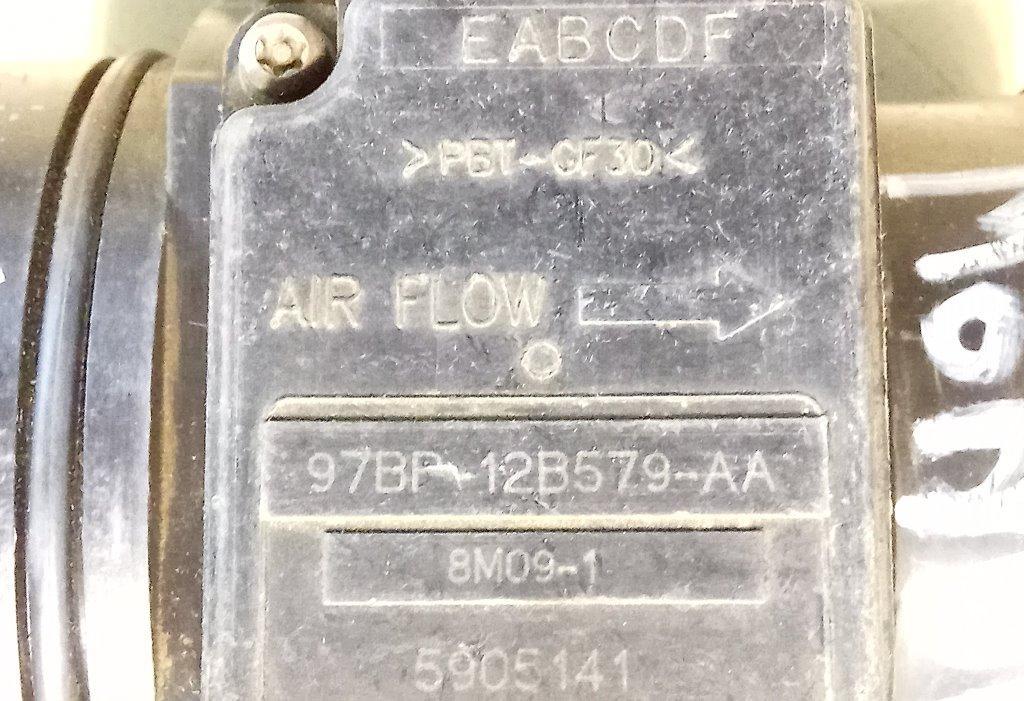 EABCDF
>PBT-GF30<
AIR FLOW
97BP-12B579-AA
8M09-1
5905141